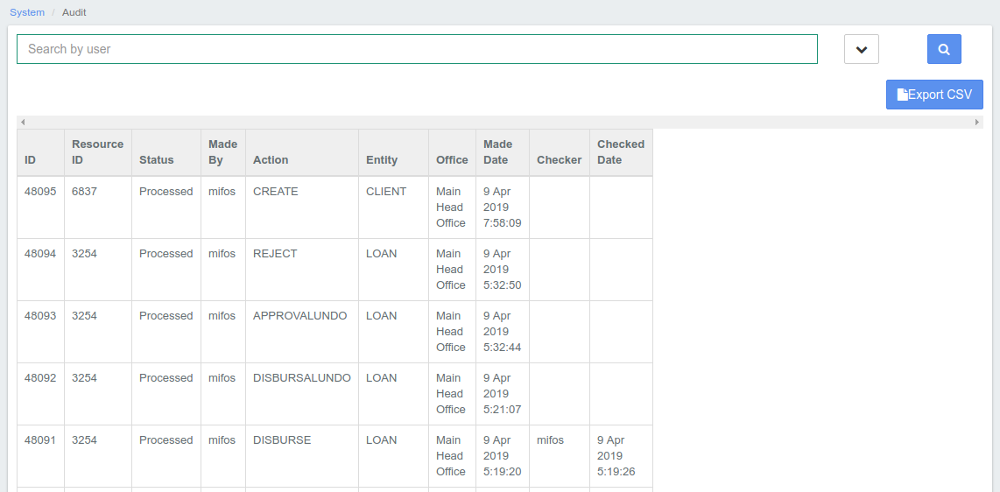 System / Audit
Search by user
Export CSV
ID Resource ID Status Made By Action Entity Office Made Date Checker Checked Date
48095 6837 Processed mifos CREATE CLIENT Main Head Office 9 Apr 2019 7:58:09
48094 3254 Processed mifos REJECT LOAN Main Head Office 9 Apr 2019 5:32:50
48093 3254 Processed mifos APPROVALUNDO LOAN Main Head Office 9 Apr 2019 5:32:44
48092 3254 Processed mifos DISBURSALUNDO LOAN Main Head Office 9 Apr 2019 5:21:07
48091 3254 Processed mifos DISBURSE LOAN Main Head Office 9 Apr 2019 5:19:20 mifos 9 Apr 2019 5:19:26